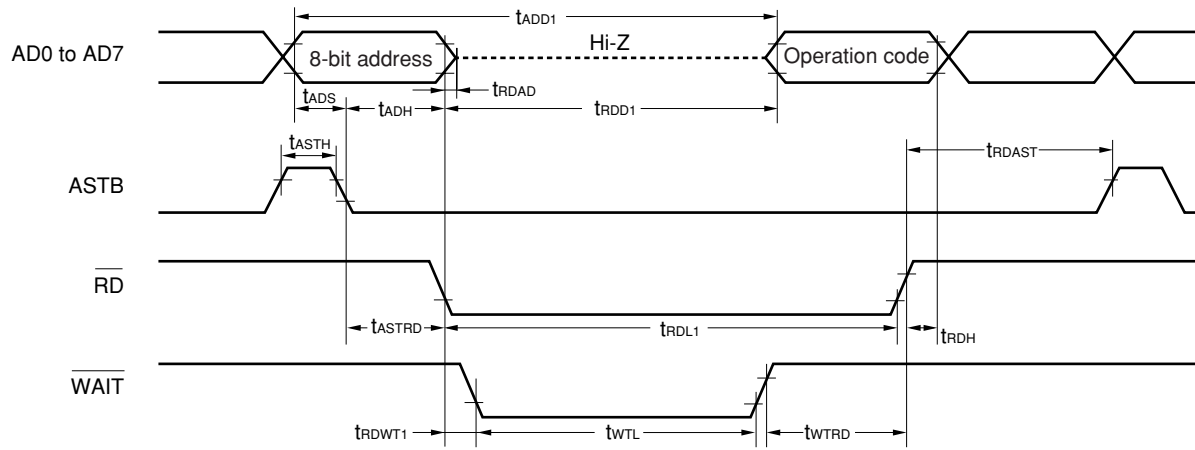 tADD1
AD0 to AD7
8-bit address
Hi-Z
Operation code
tRDAD
tADS
tADH
tRDD1
tASTH
tRDAST
ASTB
RD
tASTRD
tRDL1
tRDH
WAIT
tRDWT1
tWTL
tWTRD